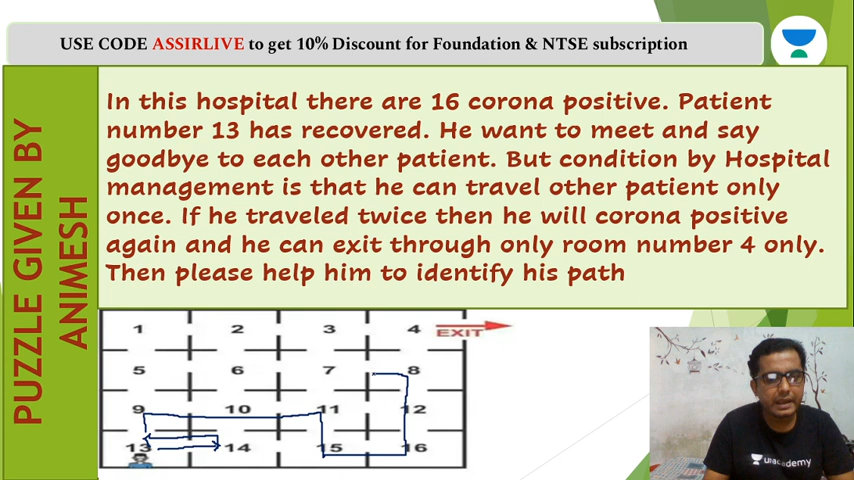 USE CODE ASSIRLIVE to get 10% Discount for Foundation & NTSE subscription
PUZZLE GIVEN BY
ANIMESH
In this hospital there are 16 corona positive. Patient
number 13 has recovered. He want to meet and say
goodbye to each other patient. But condition by Hospital
management is that he can travel other patient only
once. If he traveled twice then he will corona positive
again and he can exit through only room number 4 only.
Then please help him to identify his path
1 2 3 4 EXIT
5 6 7 8
9 10 11 12
13 14 15 16
unacademy